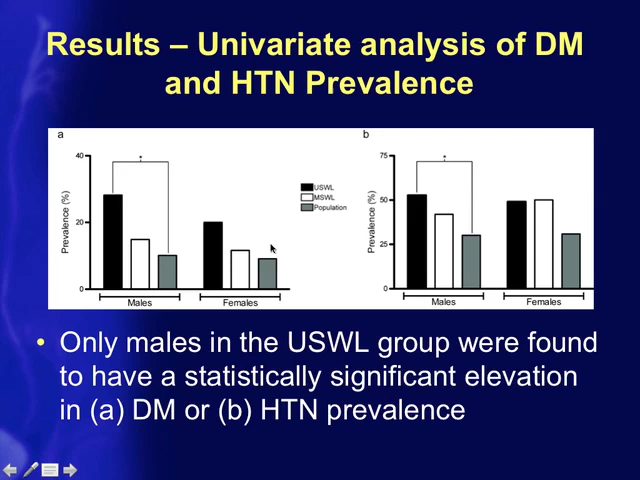 Results – Univariate analysis of DM
and HTN Prevalence
a
40
20
0
Prevalence (%)
*
Males
Females
USWL
MSWL
Population
b
75
50
25
0
Prevalence (%)
*
Males
Females
• Only males in the USWL group were found
to have a statistically significant elevation
in (a) DM or (b) HTN prevalence